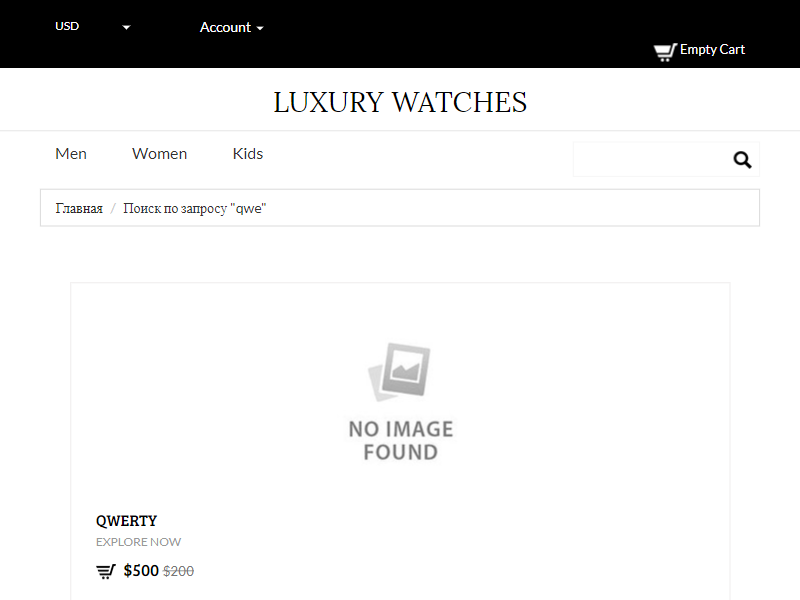 USD
Account
Empty Cart
LUXURY WATCHES
Men Women Kids
Главная / Поиск по запросу "qwe"
NO IMAGE
FOUND
QWERTY
EXPLORE NOW
$500 $200